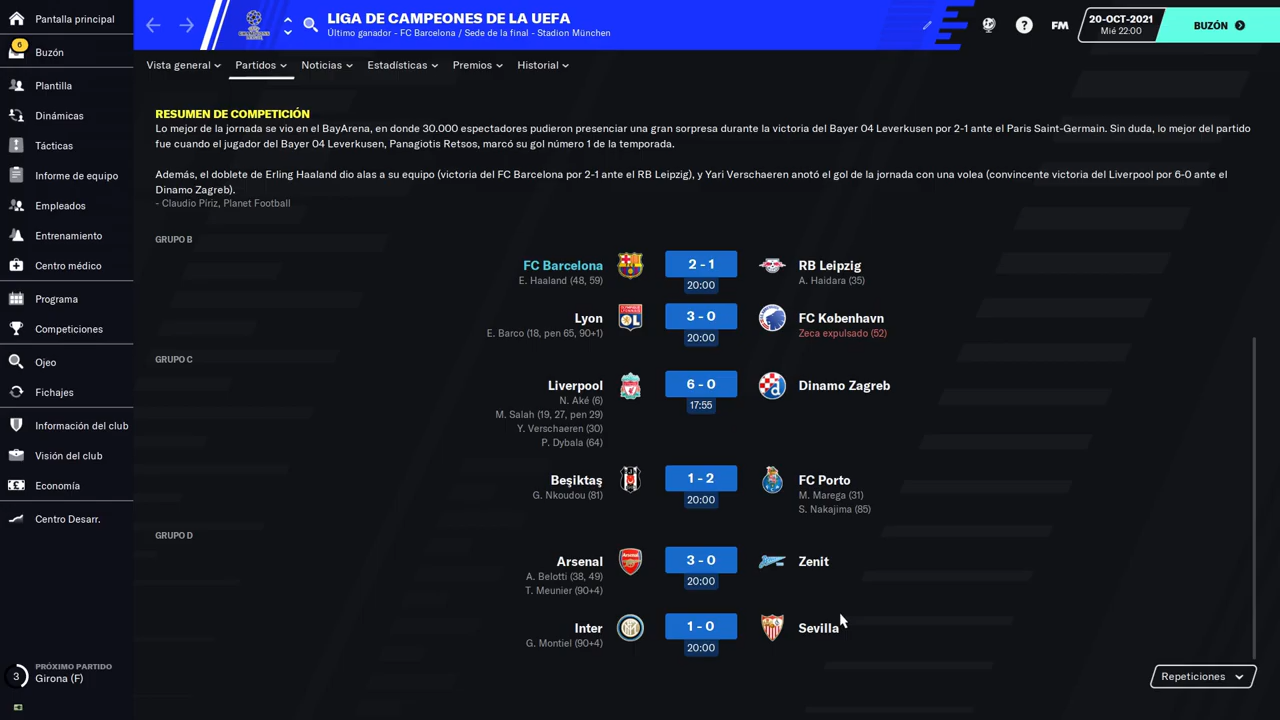 Pantalla principal
6
Buzón
Plantilla
Dinámicas
Tácticas
Informe de equipo
Empleados
Entrenamiento
Centro médico
Programa
Competiciones
Ojeo
Fichajes
Información del club
Visión del club
Economía
Centro Desarr.
3
PRÓXIMO PARTIDO
Girona (F)
LIGA DE CAMPEONES DE LA UEFA
Último ganador - FC Barcelona / Sede de la final - Stadion München
FM
20-OCT-2021
Mié 22:00
BUZÓN
Vista general
Partidos
Noticias
Estadísticas
Premios
Historial
RESUMEN DE COMPETICIÓN
Lo mejor de la jornada se vio en el BayArena, en donde 30.000 espectadores pudieron presenciar una gran sorpresa durante la victoria del Bayer 04 Leverkusen por 2-1 ante el Paris Saint-Germain. Sin duda, lo mejor del partido
fue cuando el jugador del Bayer 04 Leverkusen, Panagiotis Retsos, marcó su gol número 1 de la temporada.
Además, el doblete de Erling Haaland dio alas a su equipo (victoria del FC Barcelona por 2-1 ante el RB Leipzig), y Yari Verschaeren anotó el gol de la jornada con una volea (convincente victoria del Liverpool por 6-0 ante el
Dinamo Zagreb).
- Claudio Píriz, Planet Football
GRUPO B
FC Barcelona 2 - 1 RB Leipzig
E. Haaland (48, 59) 20:00 A. Haidara (35)
Lyon 3 - 0 FC København
E. Barco (18, pen 65, 90+1) 20:00 Zeca expulsado (52)
GRUPO C
Liverpool 6 - 0 Dinamo Zagreb
N. Aké (6) 17:55
M. Salah (19, 27, pen 29)
Y. Verschaeren (30)
P. Dybala (64)
Beşiktaş 1 - 2 FC Porto
G. Nkoudou (81) 20:00 M. Marega (31)
S. Nakajima (85)
GRUPO D
Arsenal 3 - 0 Zenit
A. Belotti (38, 49) 20:00
T. Meunier (90+4)
Inter 1 - 0 Sevilla
G. Montiel (90+4) 20:00
Repeticiones